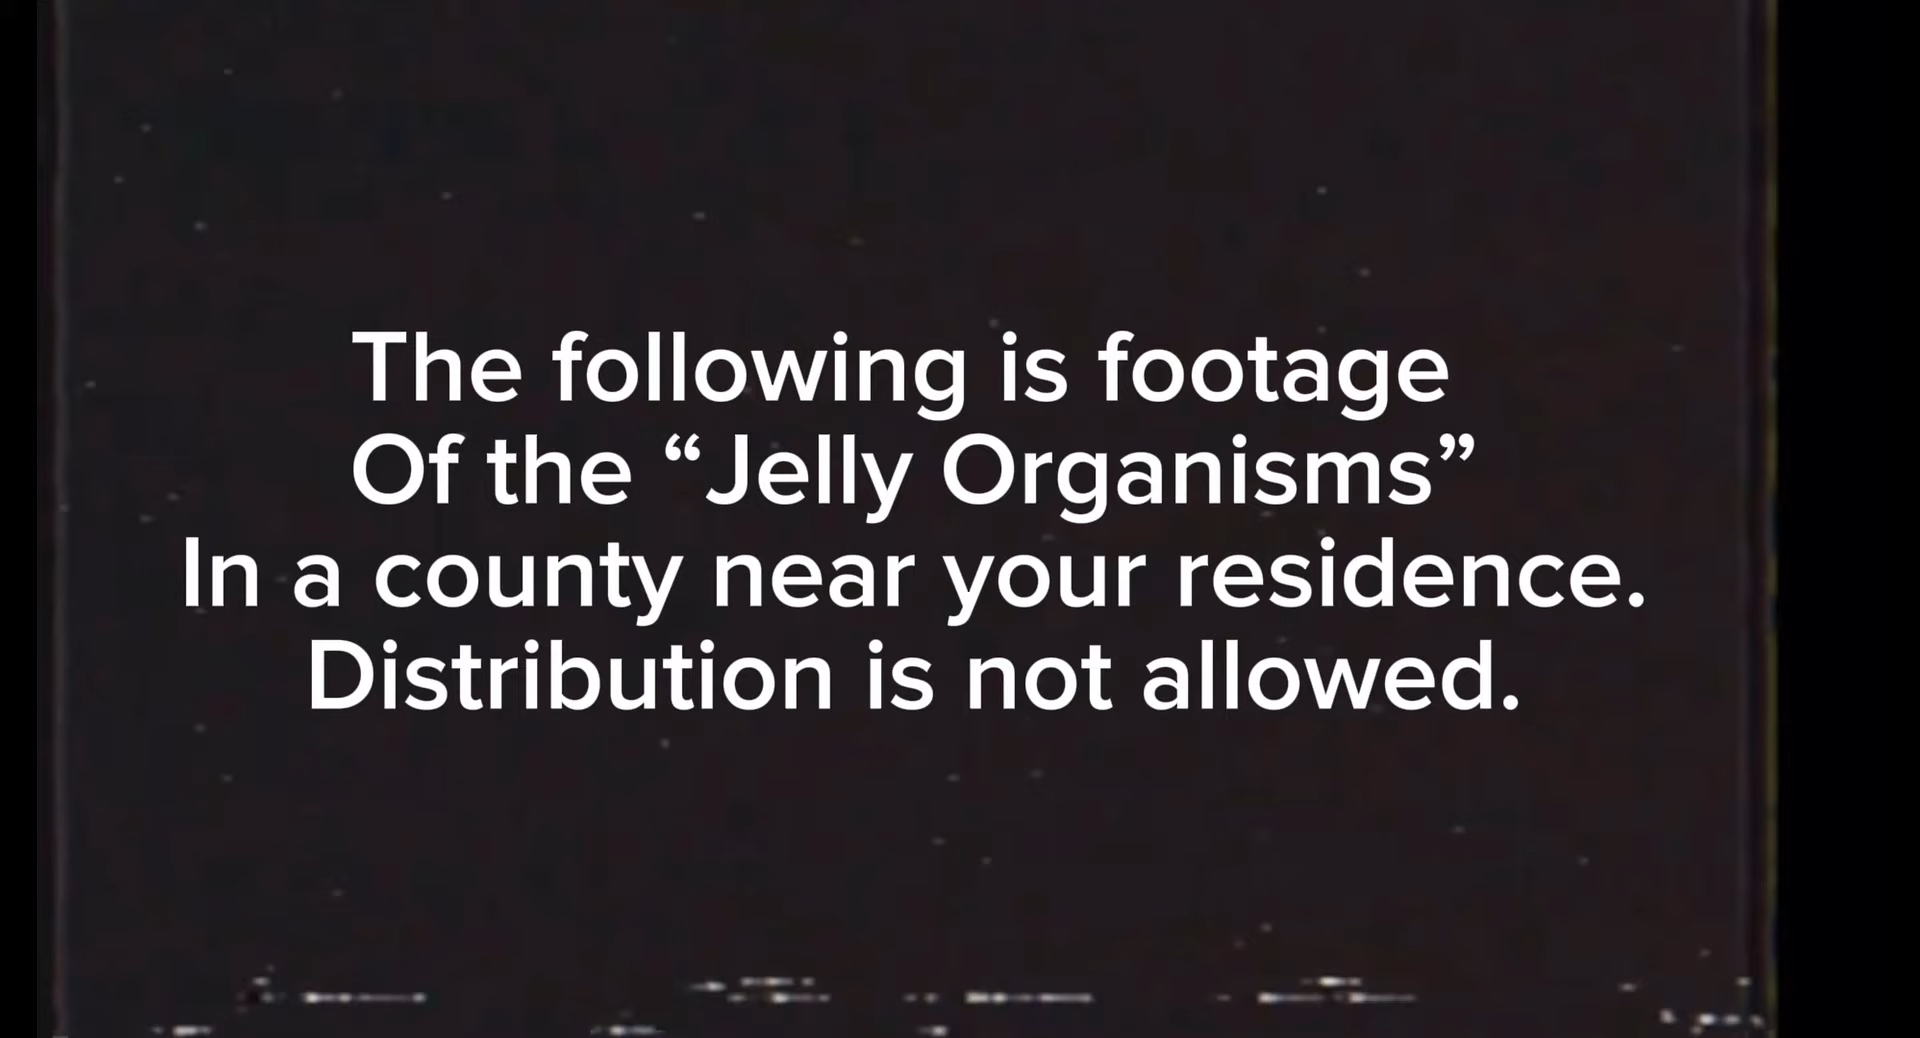 The following is footage
Of the “Jelly Organisms”
In a county near your residence.
Distribution is not allowed.